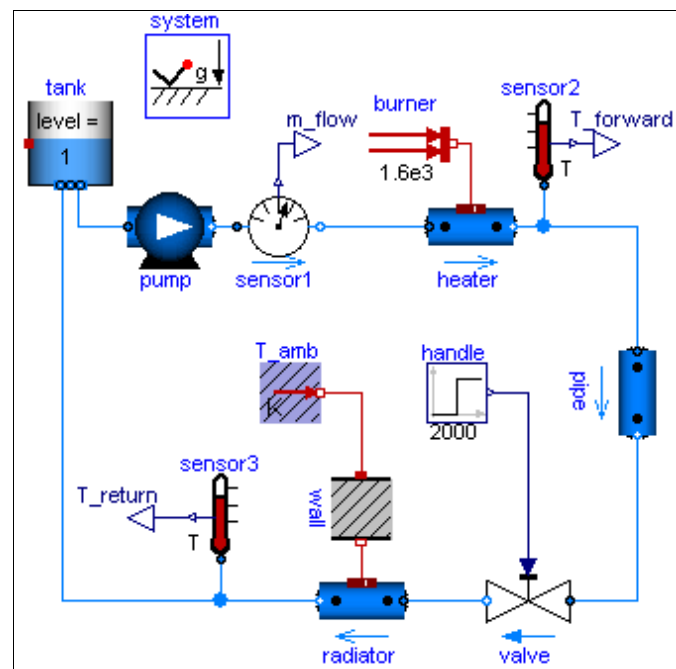 system
g
tank
level =
1
m_flow
burner
1.6e3
sensor2
T_forward
T
pump
sensor1
heater
T_amb
K
handle
2000
pipe
sensor3
T_return
T
wall
radiator
valve